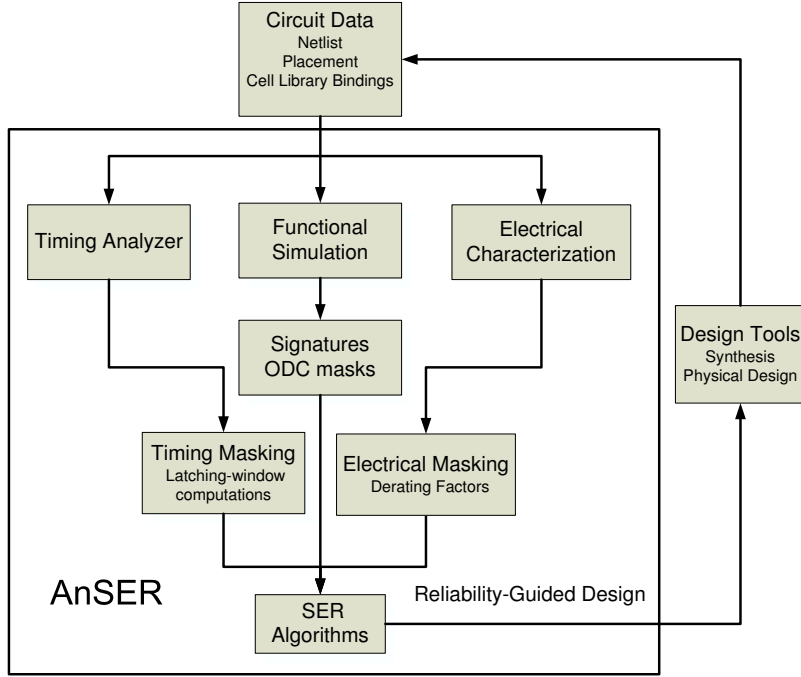 Circuit Data
Netlist
Placement
Cell Library Bindings
Timing Analyzer
Functional
Simulation
Electrical
Characterization
Signatures
ODC masks
Design Tools
Synthesis
Physical Design
Timing Masking
Latching-window
computations
Electrical Masking
Derating Factors
AnSER
Reliability-Guided Design
SER
Algorithms